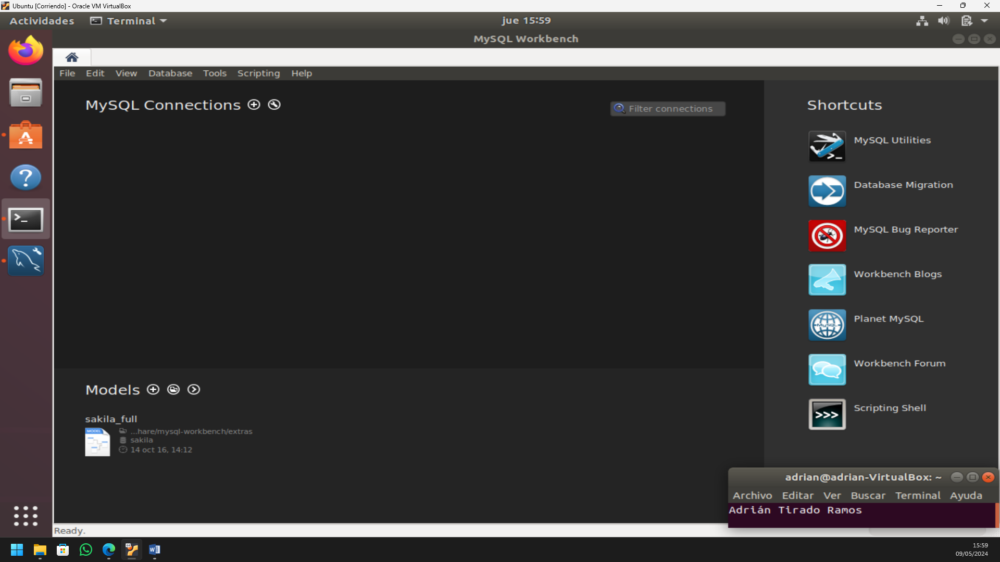 Ubuntu [Corriendo] - Oracle VM VirtualBox
Actividades
Terminal
jue 15:59
MySQL Workbench
File Edit View Database Tools Scripting Help
MySQL Connections
Filter connections
Shortcuts
MySQL Utilities
Database Migration
MySQL Bug Reporter
Workbench Blogs
MySQL
Planet MySQL
Workbench Forum
>>>
Scripting Shell
Models
sakila_full
MODEL
...hare/mysql-workbench/extras
sakila
14 oct 16, 14:12
adrian@adrian-VirtualBox: ~
Archivo Editar Ver Buscar Terminal Ayuda
Adrián Tirado Ramos
Ready.
15:59
09/05/2024